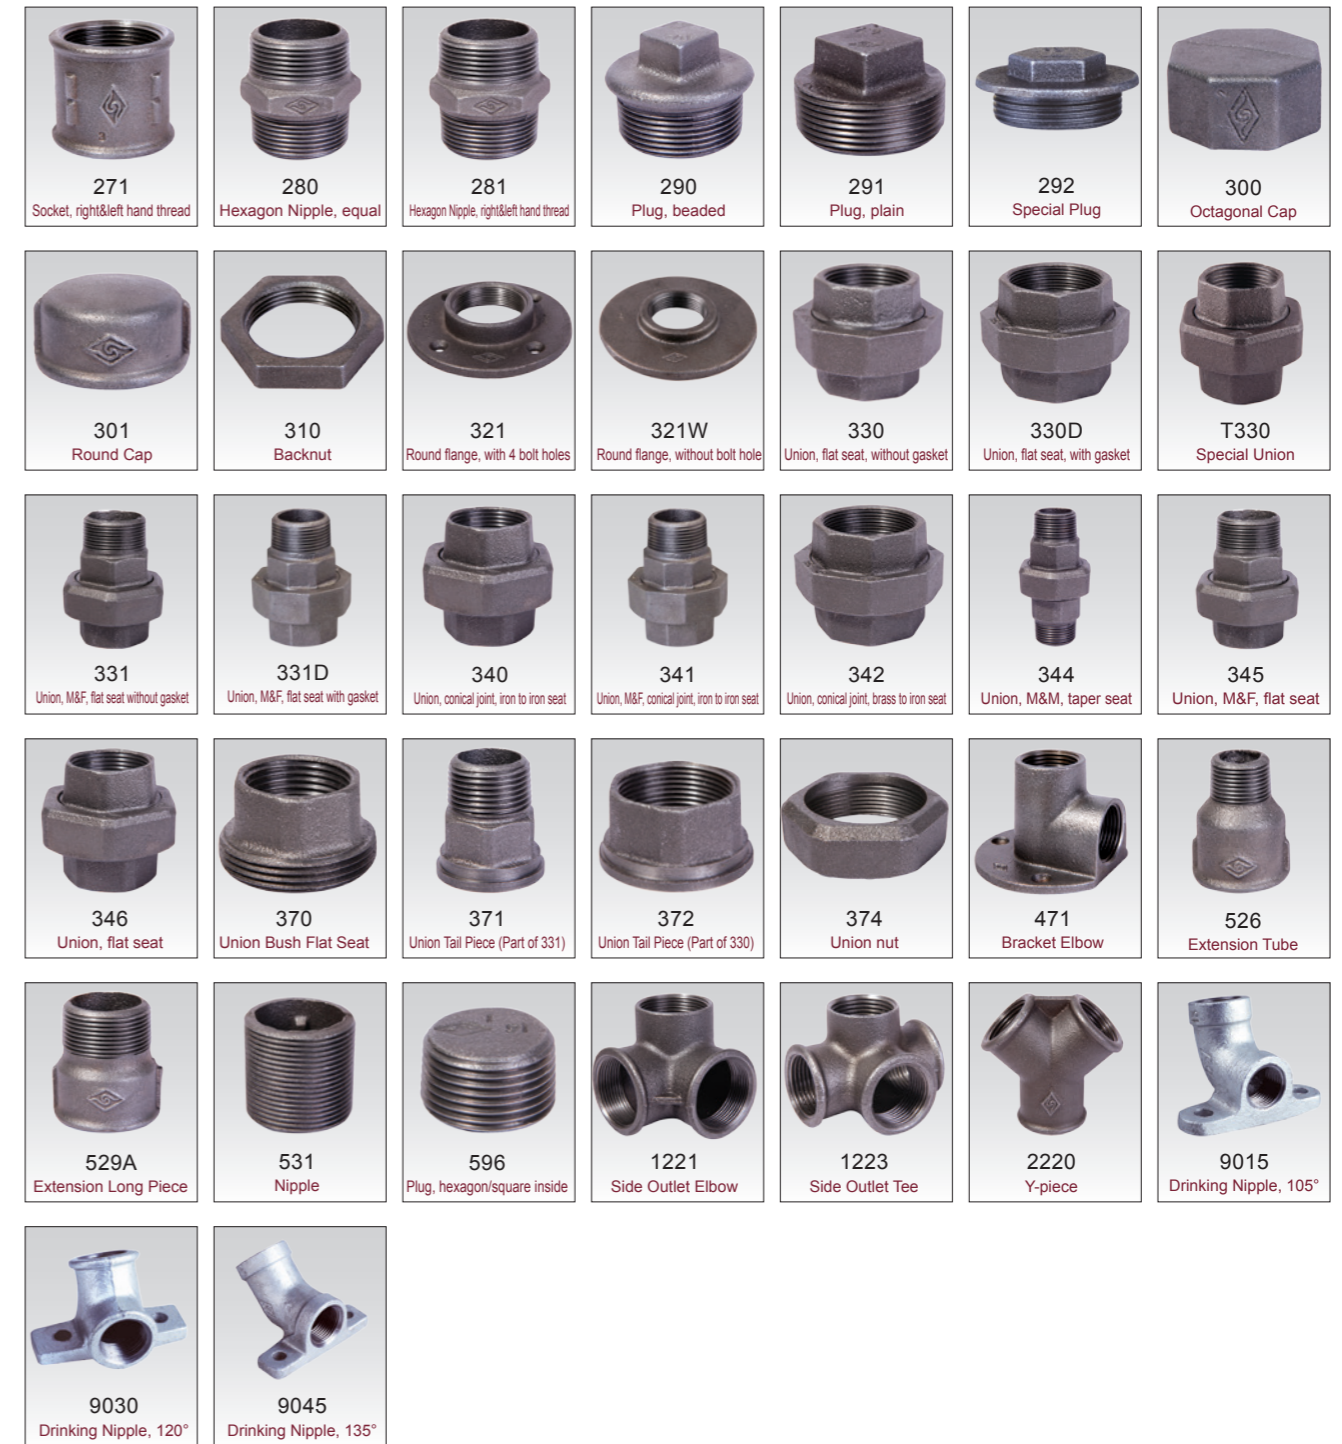 271
Socket, right&left hand thread
280
Hexagon Nipple, equal
281
Hexagon Nipple, right&left hand thread
290
Plug, beaded
291
Plug, plain
292
Special Plug
300
Octagonal Cap
301
Round Cap
310
Backnut
321
Round flange, with 4 bolt holes
321W
Round flange, without bolt hole
330
Union, flat seat, without gasket
330D
Union, flat seat, with gasket
T330
Special Union
331
Union, M&F, flat seat without gasket
331D
Union, M&F, flat seat with gasket
340
Union, conical joint, iron to iron seat
341
Union, M&F, conical joint, iron to iron seat
342
Union, conical joint, brass to iron seat
344
Union, M&M, taper seat
345
Union, M&F, flat seat
346
Union, flat seat
370
Union Bush Flat Seat
371
Union Tail Piece (Part of 331)
372
Union Tail Piece (Part of 330)
374
Union nut
471
Bracket Elbow
526
Extension Tube
529A
Extension Long Piece
531
Nipple
596
Plug, hexagon/square inside
1221
Side Outlet Elbow
1223
Side Outlet Tee
2220
Y-piece
9015
Drinking Nipple, 105°
9030
Drinking Nipple, 120°
9045
Drinking Nipple, 135°